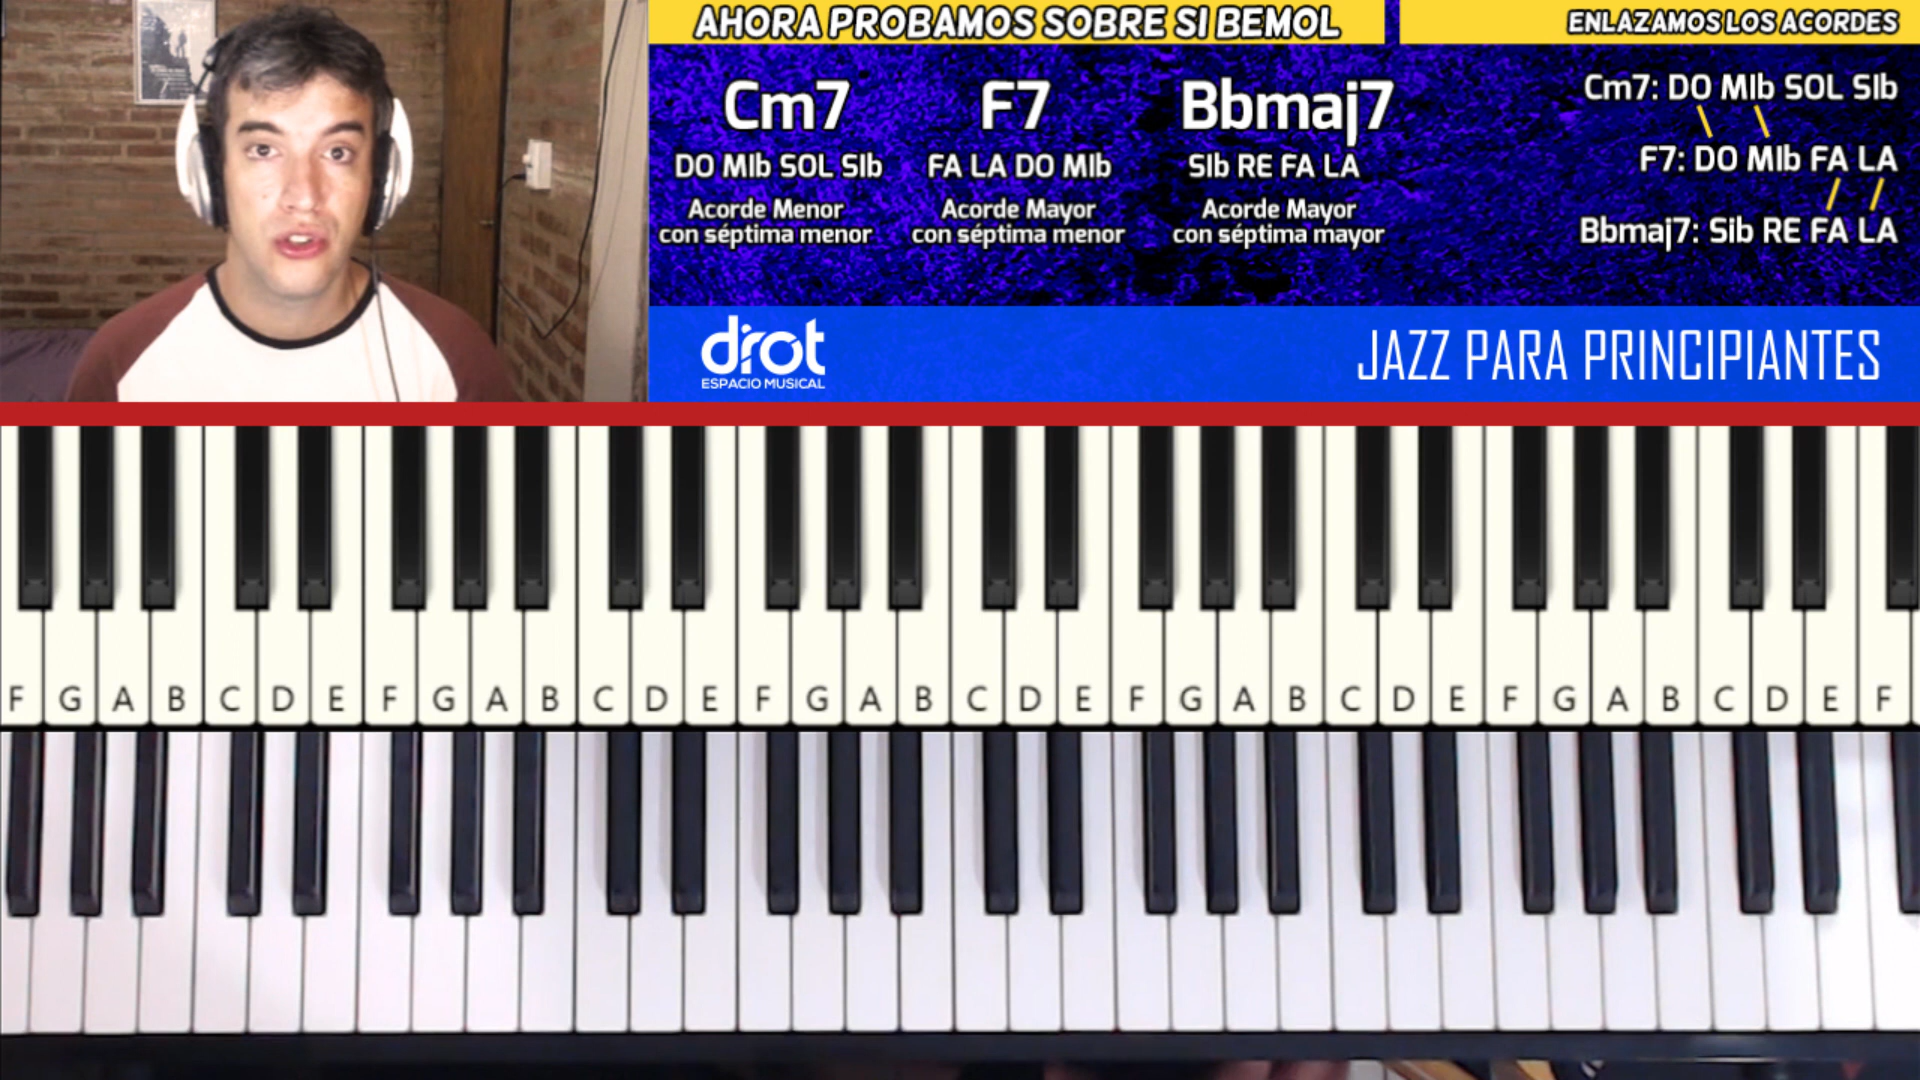 AHORA PROBAMOS SOBRE SI BEMOL
ENLAZAMOS LOS ACORDES
Cm7
F7
Bbmaj7
DO MIb SOL SIb
FA LA DO MIb
SIb RE FA LA
Acorde Menor
con séptima menor
Acorde Mayor
con séptima menor
Acorde Mayor
con séptima mayor
Cm7: DO MIb SOL SIb
F7: DO MIb FA LA
Bbmaj7: Sib RE FA LA
drot
ESPACIO MUSICAL
JAZZ PARA PRINCIPIANTES
F G A B C D E F G A B C D E F G A B C D E F G A B C D E F G A B C D E F